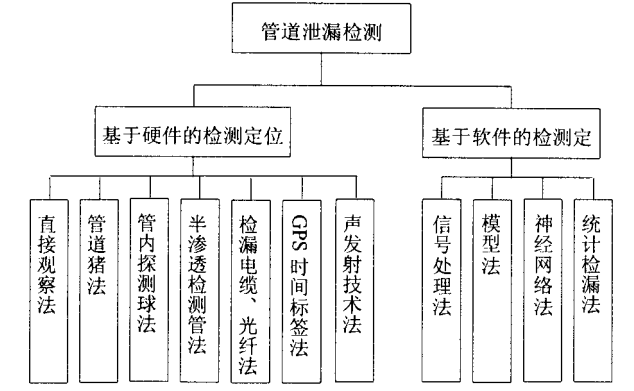 管道泄漏检测
基于硬件的检测定位
基于软件的检测定
直接观察法
管道猪法
管内探测球法
半渗透检测管法
检漏电缆、光纤法
GPS时间标签法
声发射技术法
信号处理法
模型法
神经网络法
统计检漏法